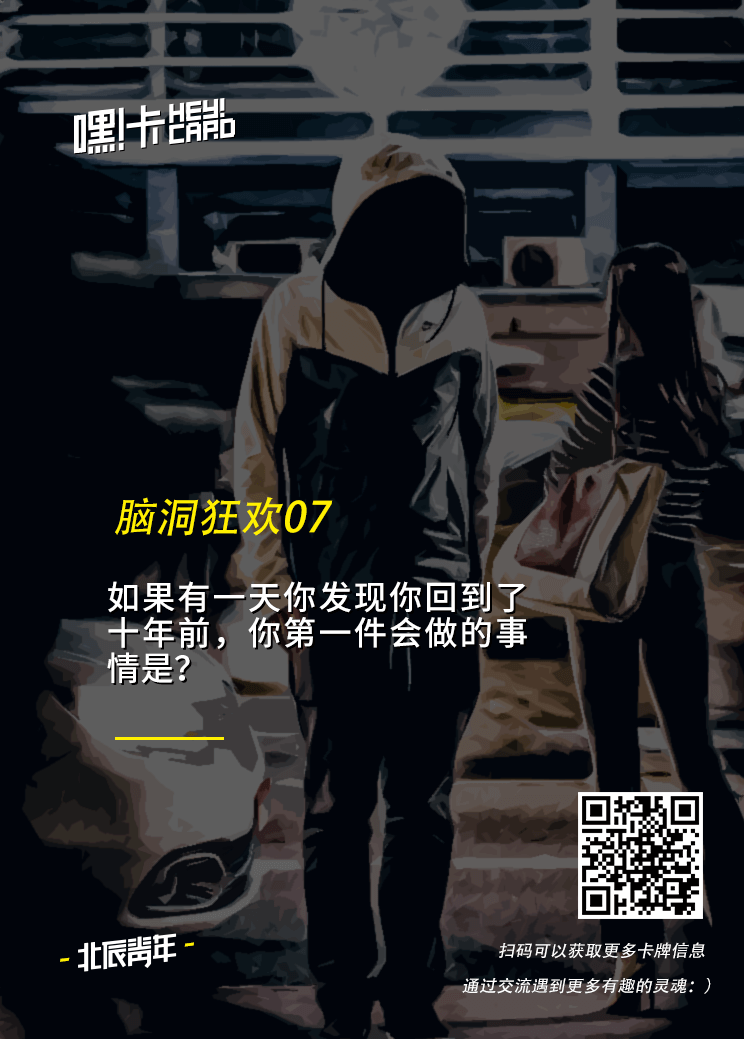 嘿!卡 HEY!
CARD
脑洞狂欢07
如果有一天你发现你回到了
十年前，你第一件会做的事
情是？
- 北辰青年 -
扫码可以获取更多卡牌信息
通过交流遇到更多有趣的灵魂：）